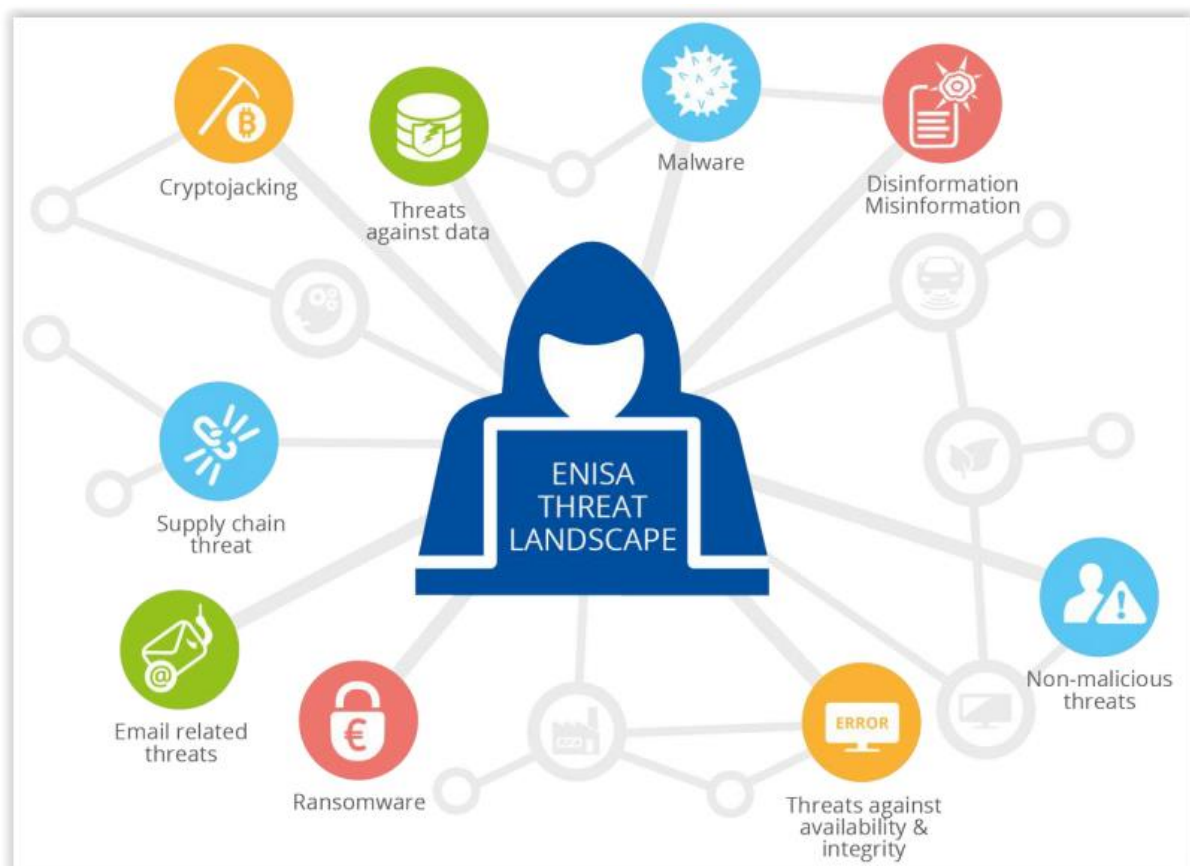 Cryptojacking
Threats
against data
Malware
Disinformation
Misinformation
ENISA
THREAT
LANDSCAPE
Supply chain
threat
Email related
threats
@
€
Ransomware
ERROR
Threats against
availability &
integrity
Non-malicious
threats